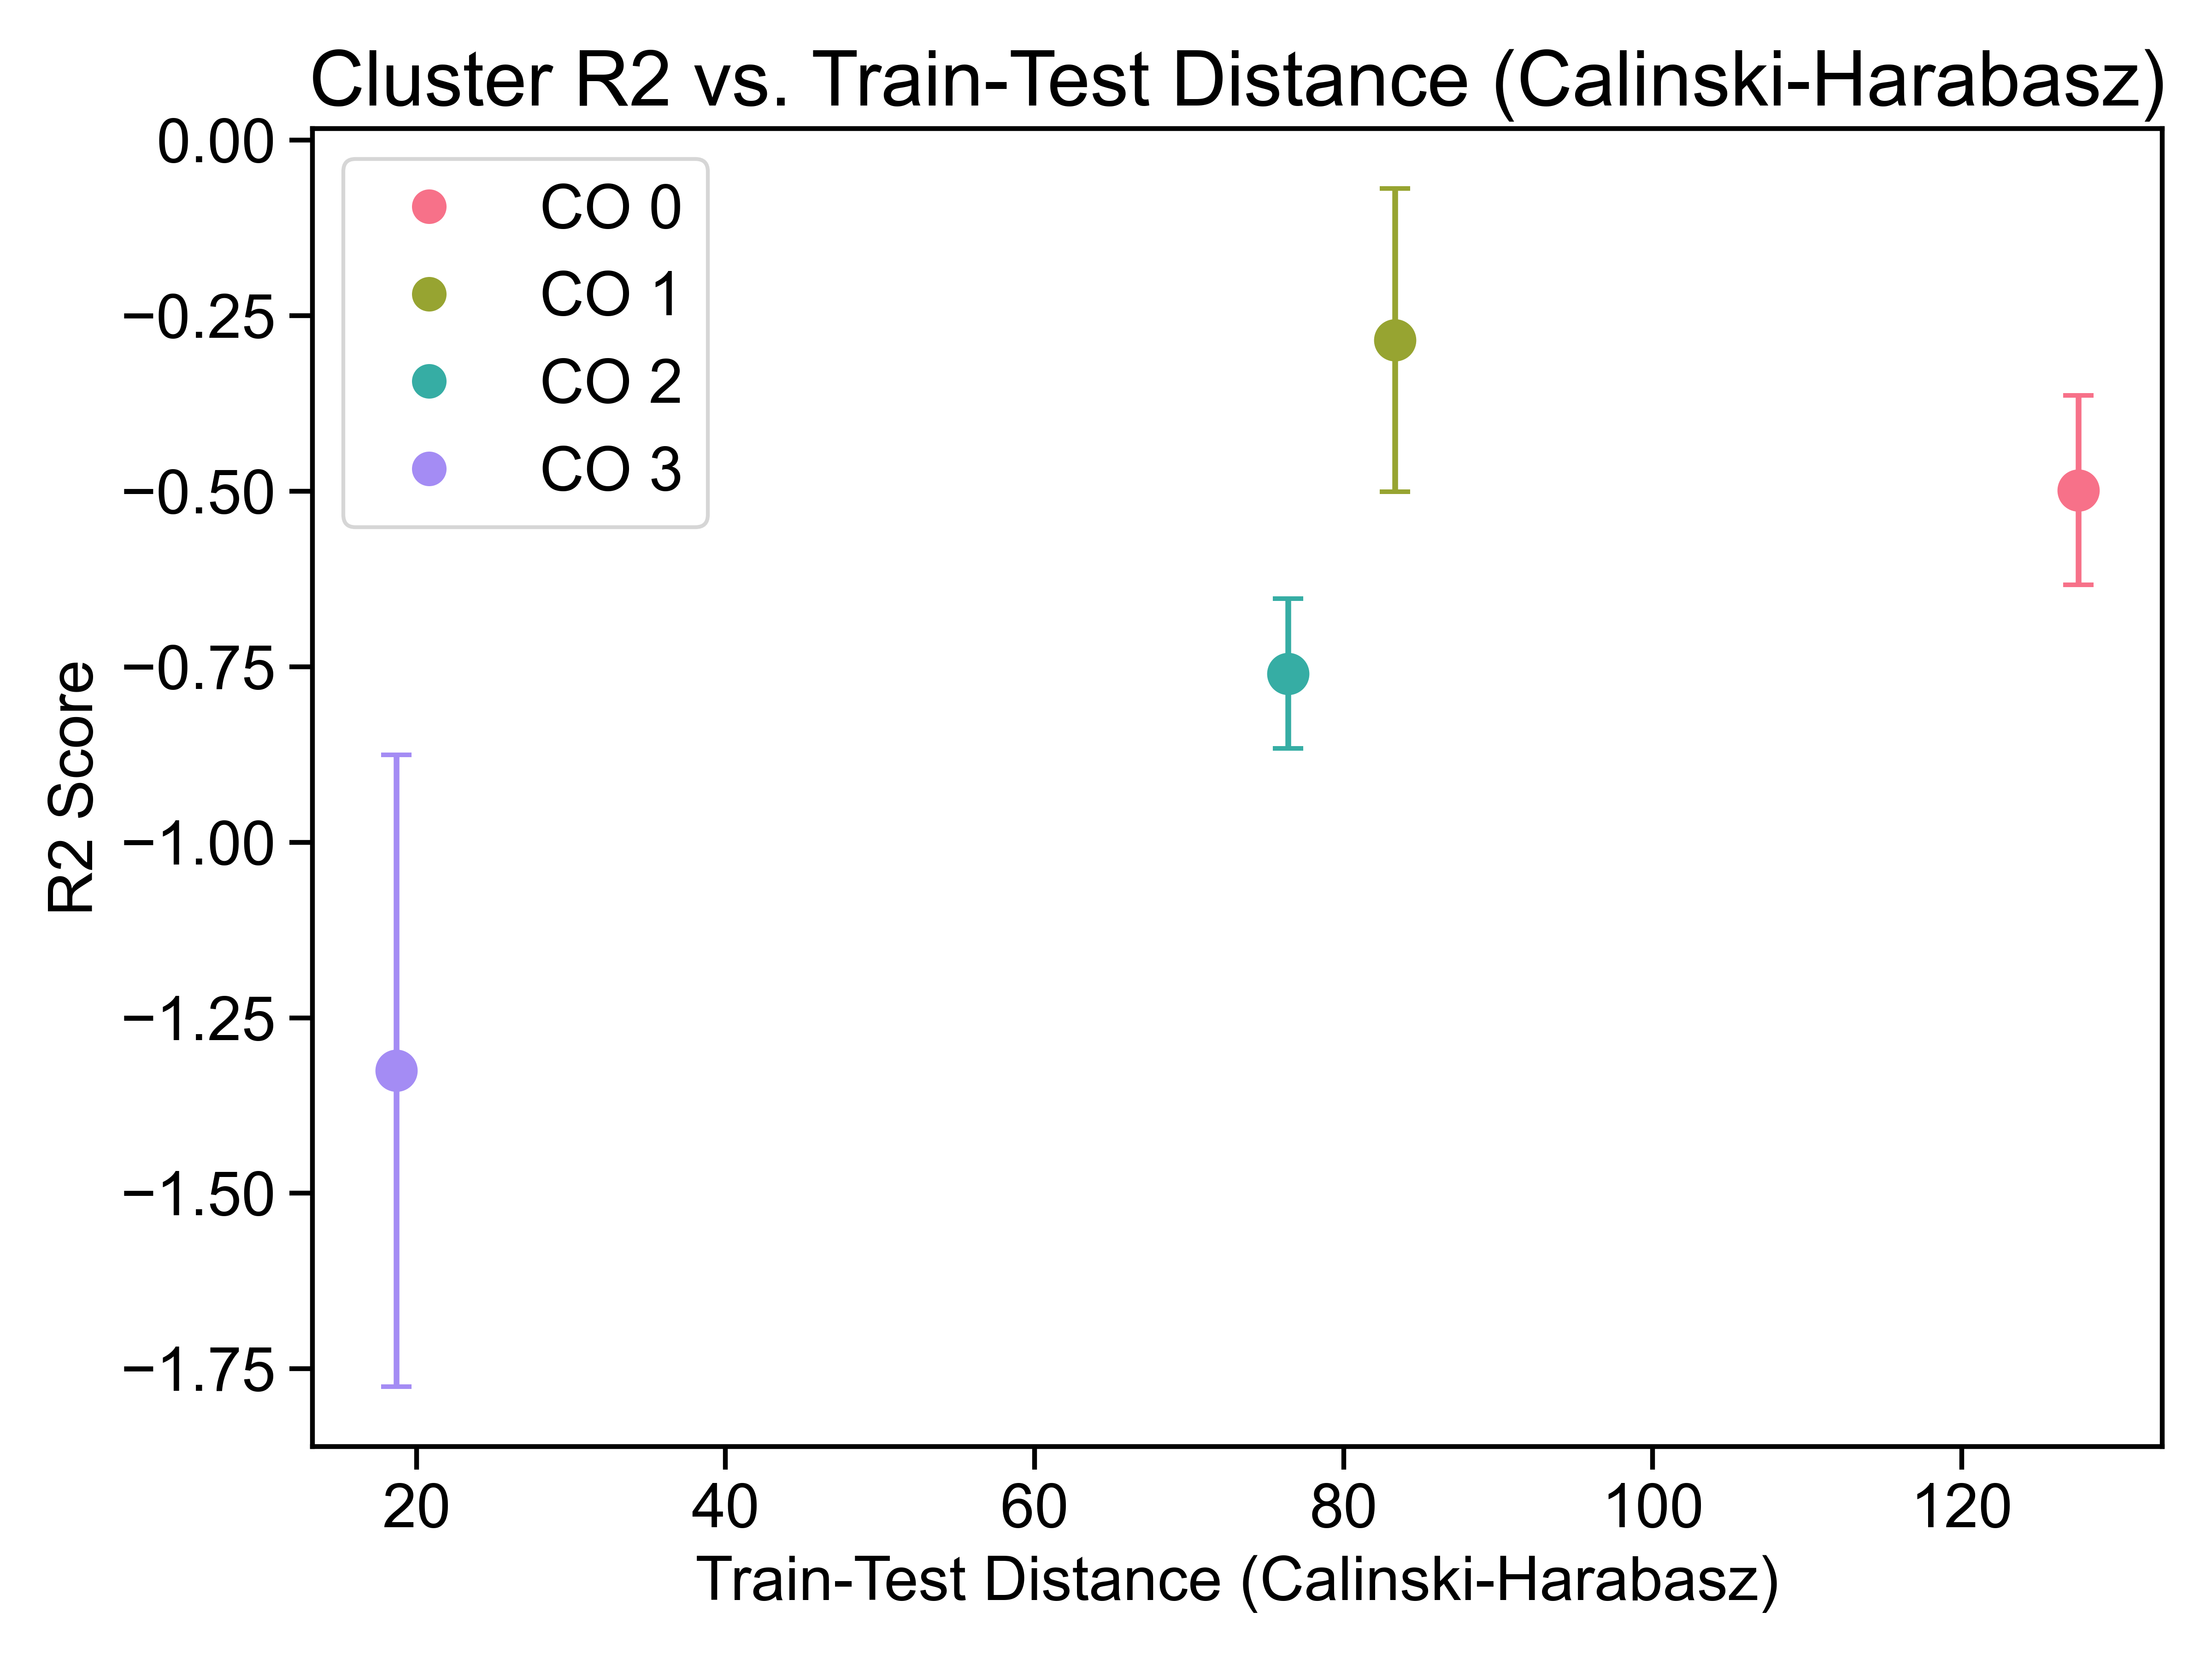 Cluster R2 vs. Train-Test Distance (Calinski-Harabasz)
0.00
−0.25
−0.50
−0.75
−1.00
−1.25
−1.50
−1.75
R2 Score
CO 0
CO 1
CO 2
CO 3
20 40 60 80 100 120
Train-Test Distance (Calinski-Harabasz)